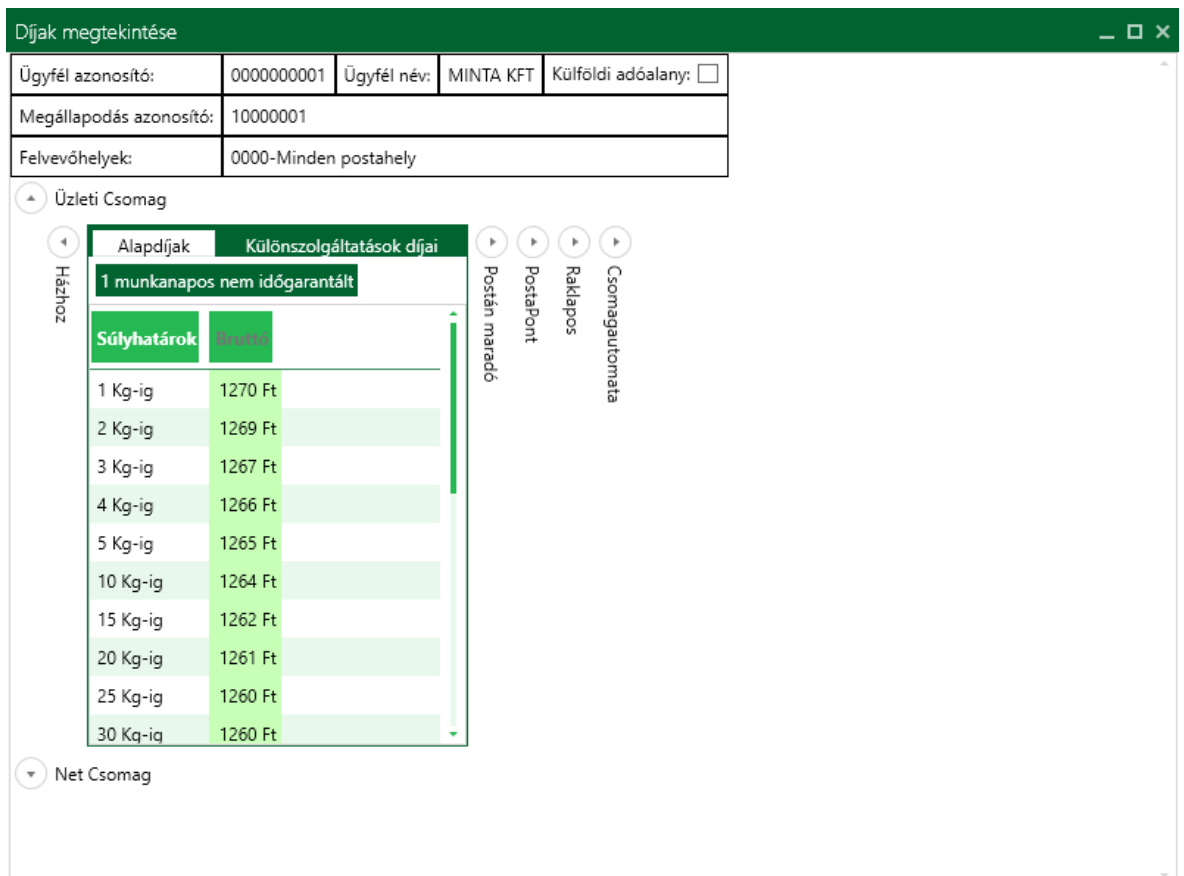 Díjak megtekintése
Ügyfél azonosító: 0000000001 Ügyfél név: MINTA KFT Külföldi adóalany:
Megállapodás azonosító: 10000001
Felvevőhelyek: 0000-Minden postahely
Üzleti Csomag
Házhoz
Alapdíjak Különszolgáltatások díjai
1 munkanapos nem időgarantált
Súlyhatárok Bruttó
1 Kg-ig 1270 Ft
2 Kg-ig 1269 Ft
3 Kg-ig 1267 Ft
4 Kg-ig 1266 Ft
5 Kg-ig 1265 Ft
10 Kg-ig 1264 Ft
15 Kg-ig 1262 Ft
20 Kg-ig 1261 Ft
25 Kg-ig 1260 Ft
30 Kg-ig 1260 Ft
Postán maradó
PostaPont
Raklapos
Csomagautomata
Net Csomag